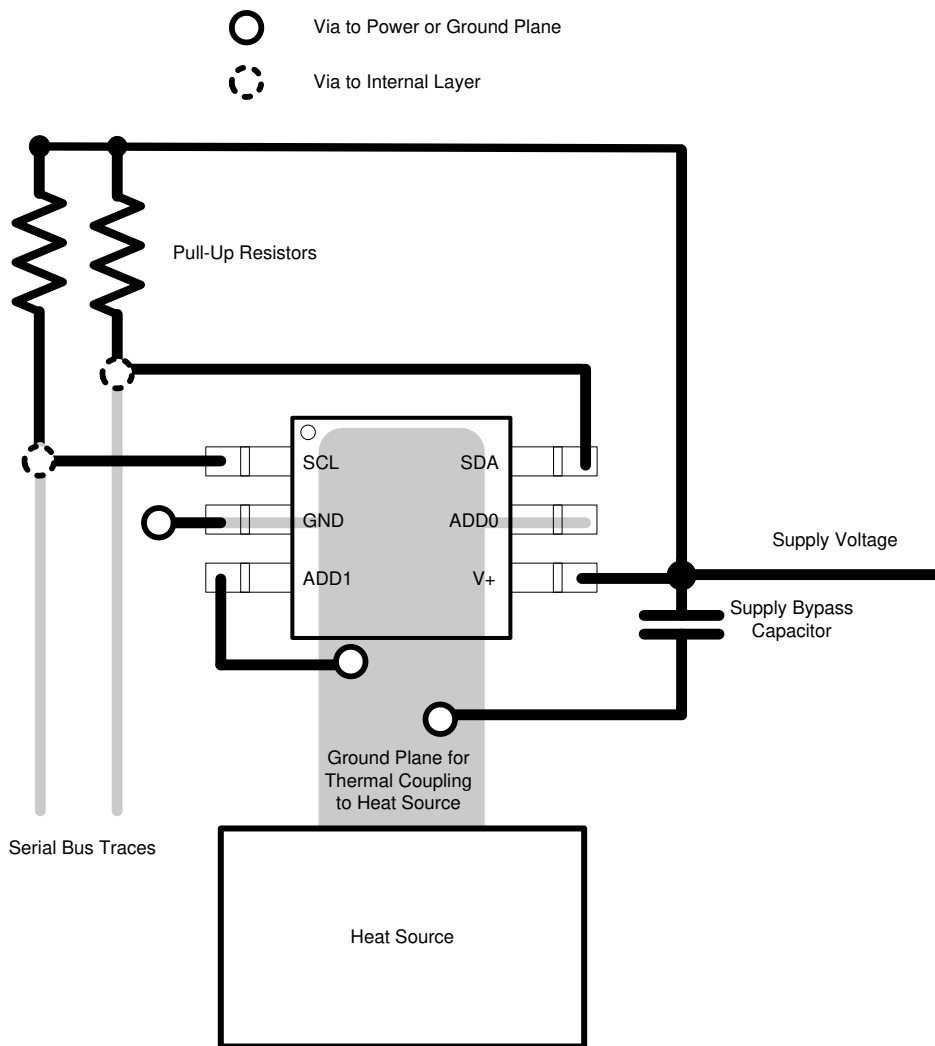 Via to Power or Ground Plane
Via to Internal Layer
Pull-Up Resistors
SCL
SDA
GND
ADD0
ADD1
V+
Supply Voltage
Supply Bypass
Capacitor
Ground Plane for
Thermal Coupling
to Heat Source
Serial Bus Traces
Heat Source